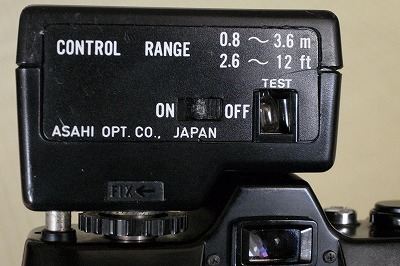 CONTROL RANGE 0.8 ～ 3.6 m
2.6 ～ 12 ft
TEST
ON OFF
ASAHI OPT. CO., JAPAN
FIX ←